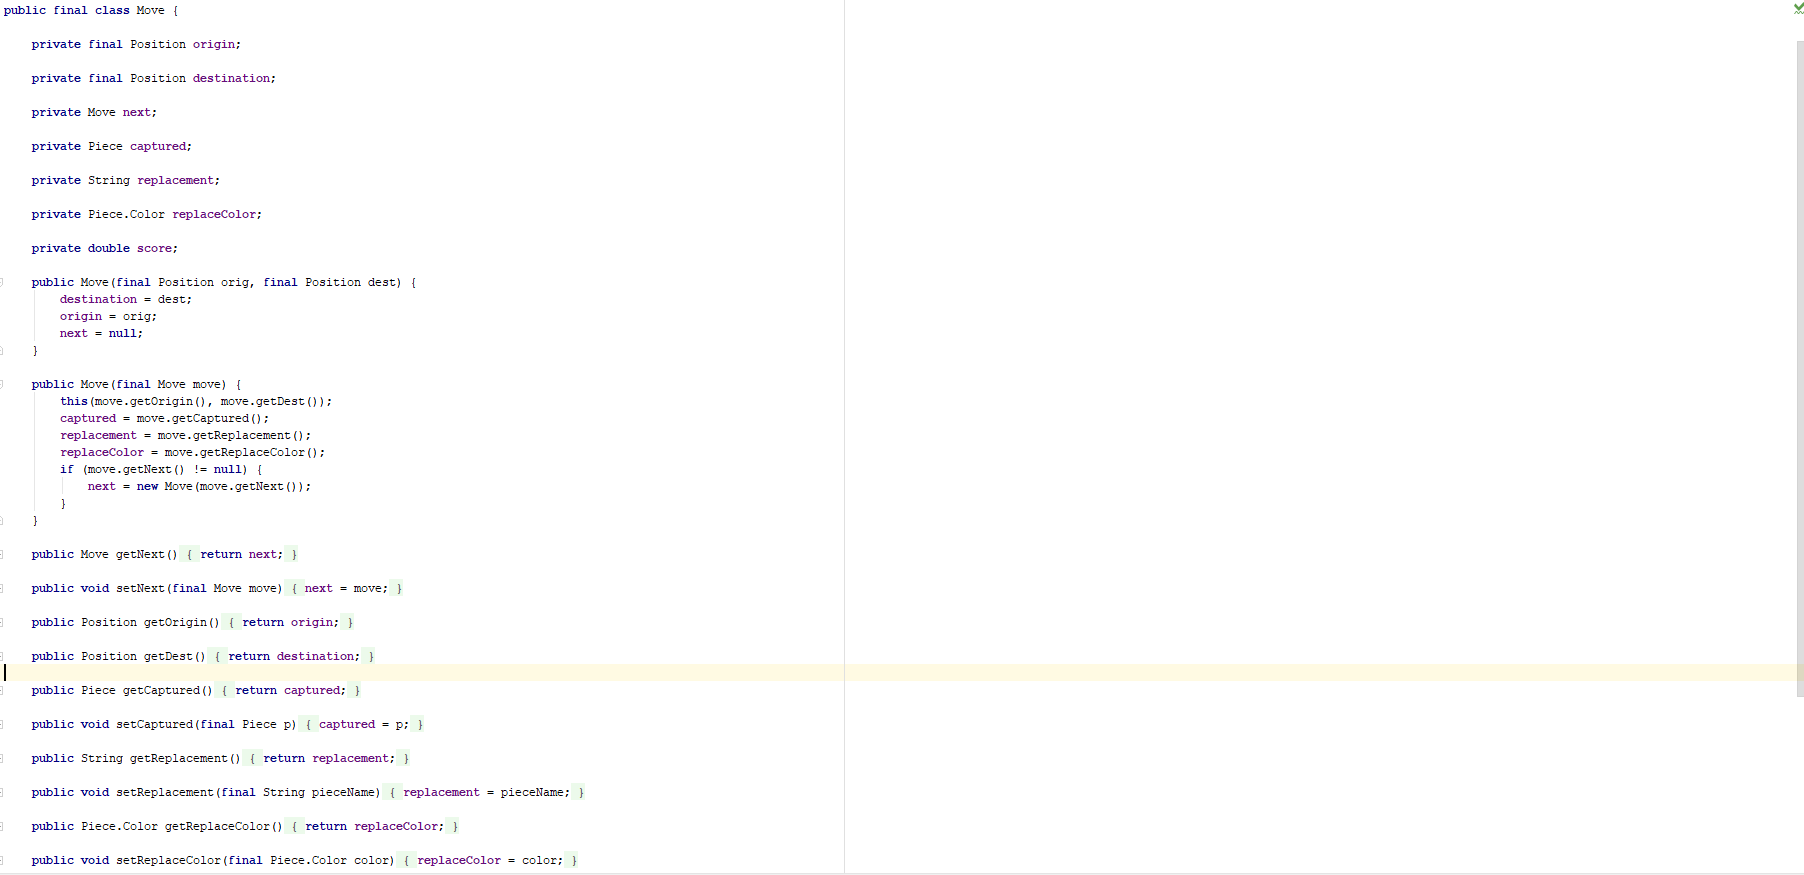 public final class Move {
private final Position origin;
private final Position destination;
private Move next;
private Piece captured;
private String replacement;
private Piece.Color replaceColor;
private double score;
public Move(final Position orig, final Position dest) {
destination = dest;
origin = orig;
next = null;
}
public Move(final Move move) {
this(move.getOrigin(), move.getDest());
captured = move.getCaptured();
replacement = move.getReplacement();
replaceColor = move.getReplaceColor();
if (move.getNext() != null) {
next = new Move(move.getNext());
}
}
public Move getNext() { return next; }
public void setNext(final Move move) { next = move; }
public Position getOrigin() { return origin; }
public Position getDest() { return destination; }
public Piece getCaptured() { return captured; }
public void setCaptured(final Piece p) { captured = p; }
public String getReplacement() { return replacement; }
public void setReplacement(final String pieceName) { replacement = pieceName; }
public Piece.Color getReplaceColor() { return replaceColor; }
public void setReplaceColor(final Piece.Color color) { replaceColor = color; }